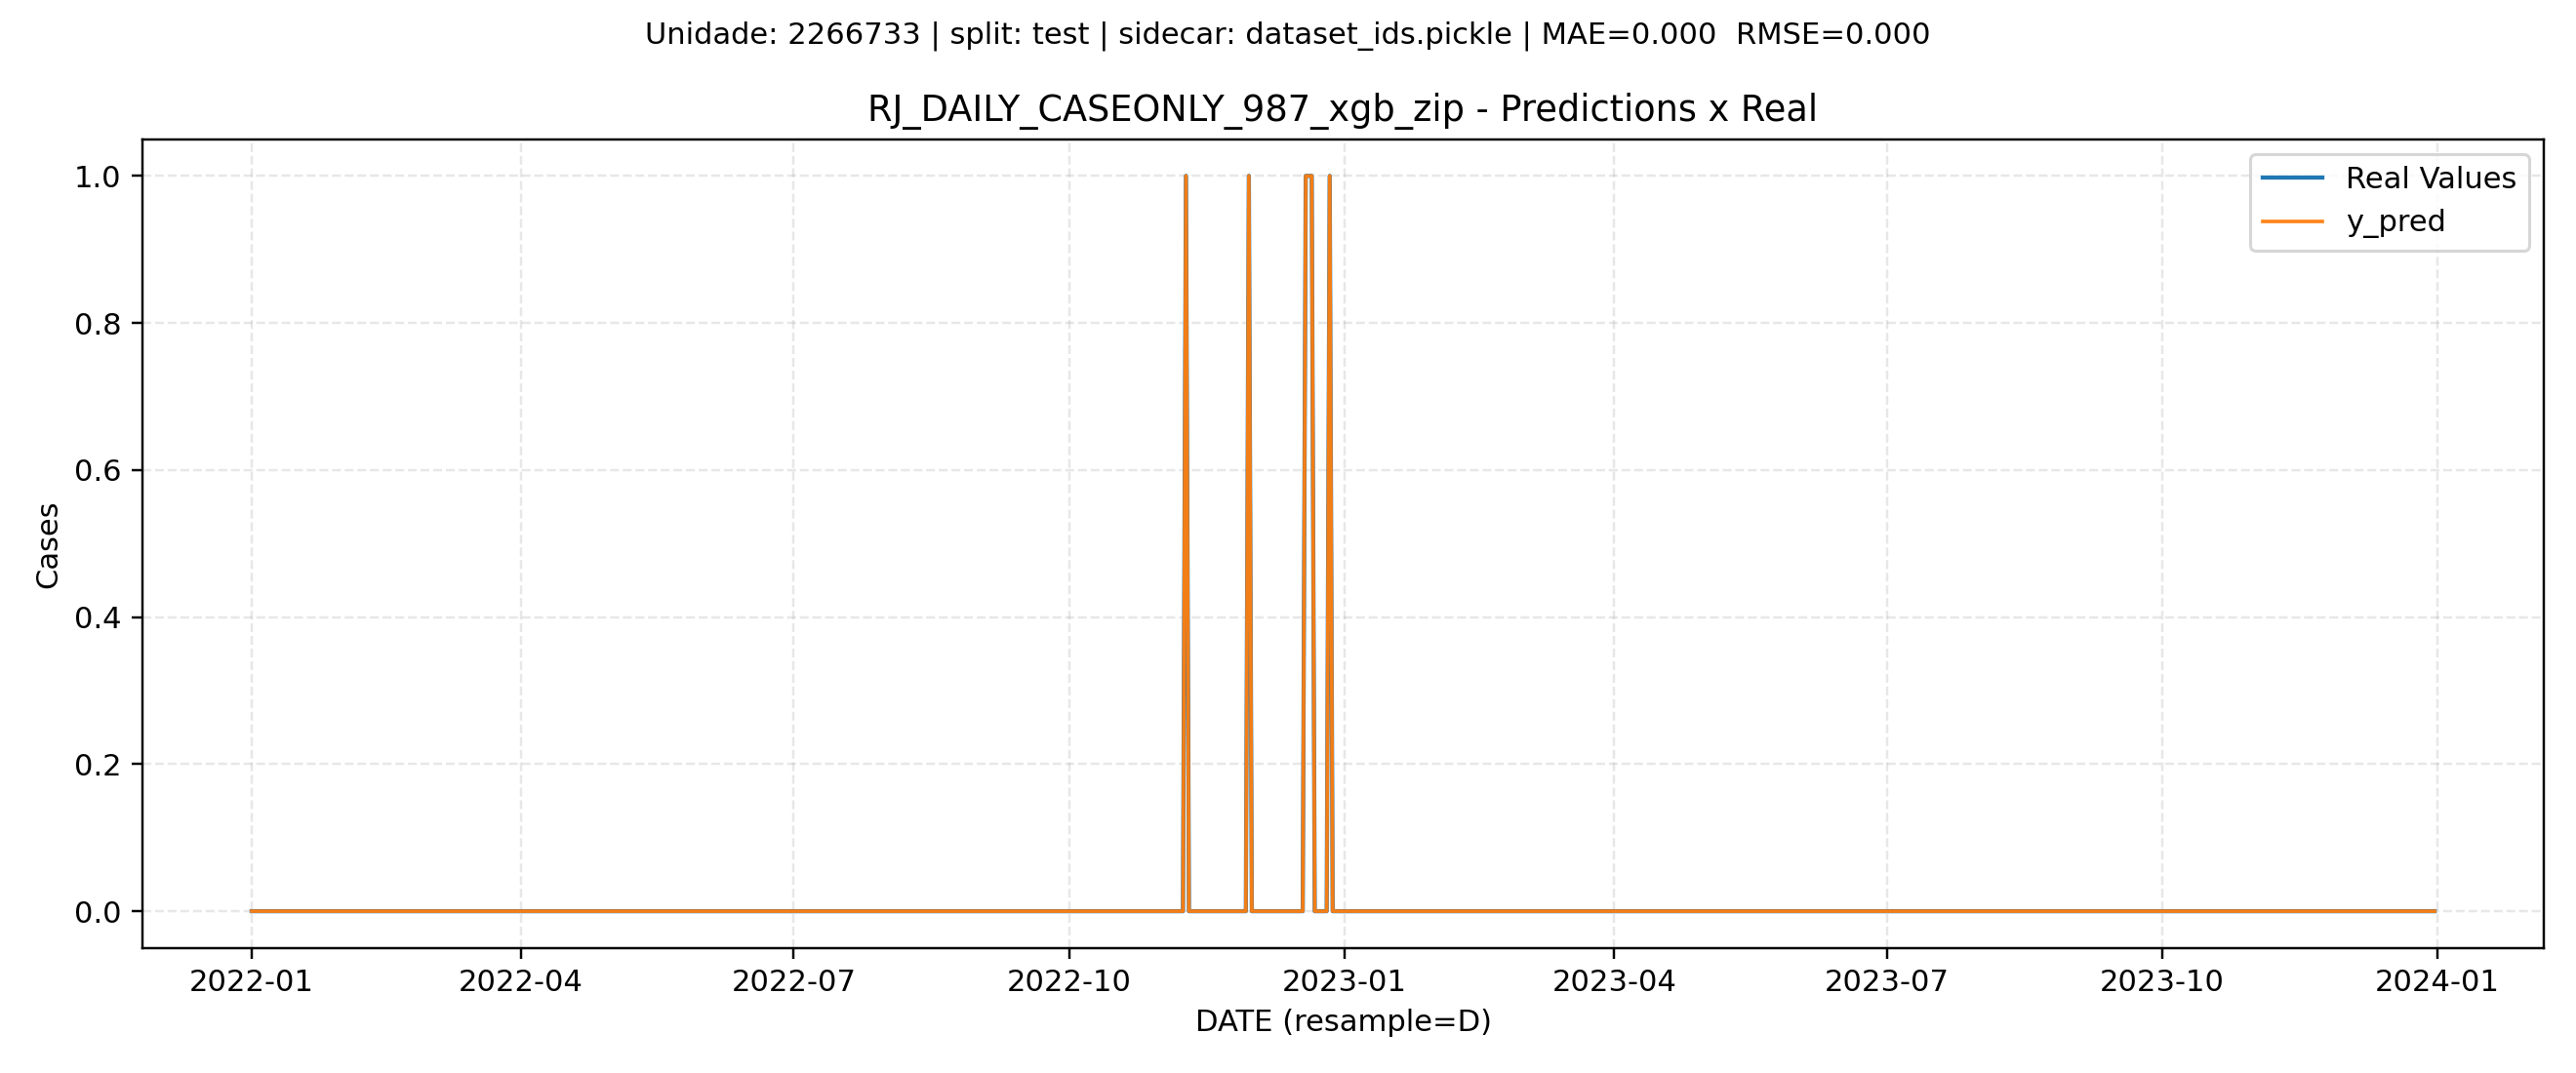 Unidade: 2266733 | split: test | sidecar: dataset_ids.pickle | MAE=0.000  RMSE=0.000
RJ_DAILY_CASEONLY_987_xgb_zip - Predictions x Real
Real Values
y_pred
1.0
0.8
0.6
0.4
0.2
0.0
Cases
2022-01
2022-04
2022-07
2022-10
2023-01
2023-04
2023-07
2023-10
2024-01
DATE (resample=D)